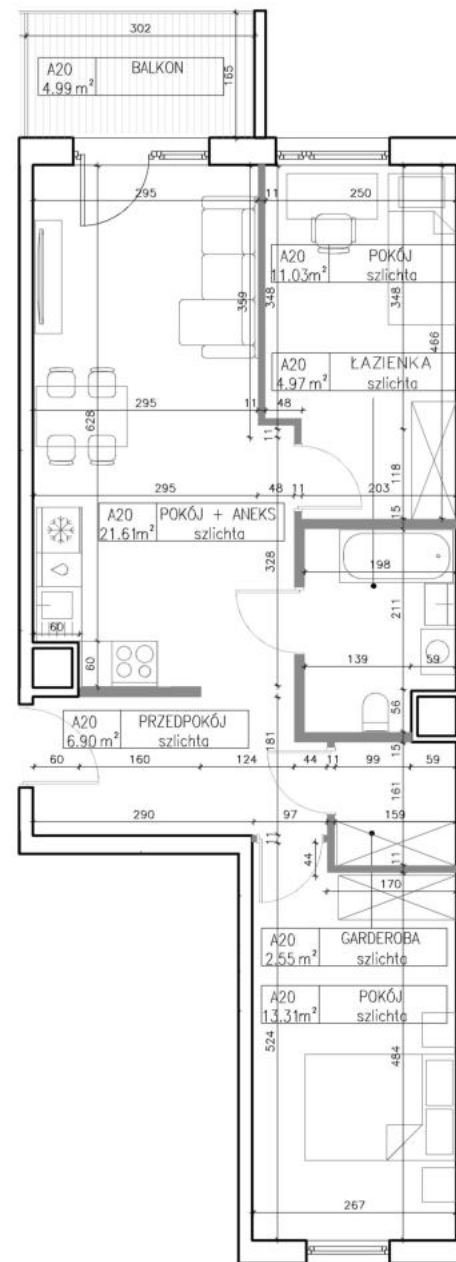 302
165
A20 BALKON
4.99 m²
295 11 250
A20 POKÓJ
11.03m² szlichta
359 348 348
466
A20 ŁAZIENKA
4.97 m² szlichta
295 11 48
628
11 118
295 48 11 203
15
A20 POKÓJ + ANEKS
21.61m² szlichta
328
198
211
60
139 59
60
56
A20 PRZEDPOKÓJ
6.90 m² szlichta
181
15
60 160 124 44 11 99 59
161
290 97 159
11 44 11
170
A20 GARDEROBA
2.55 m² szlichta
A20 POKÓJ
13.31m² szlichta
524 484
267